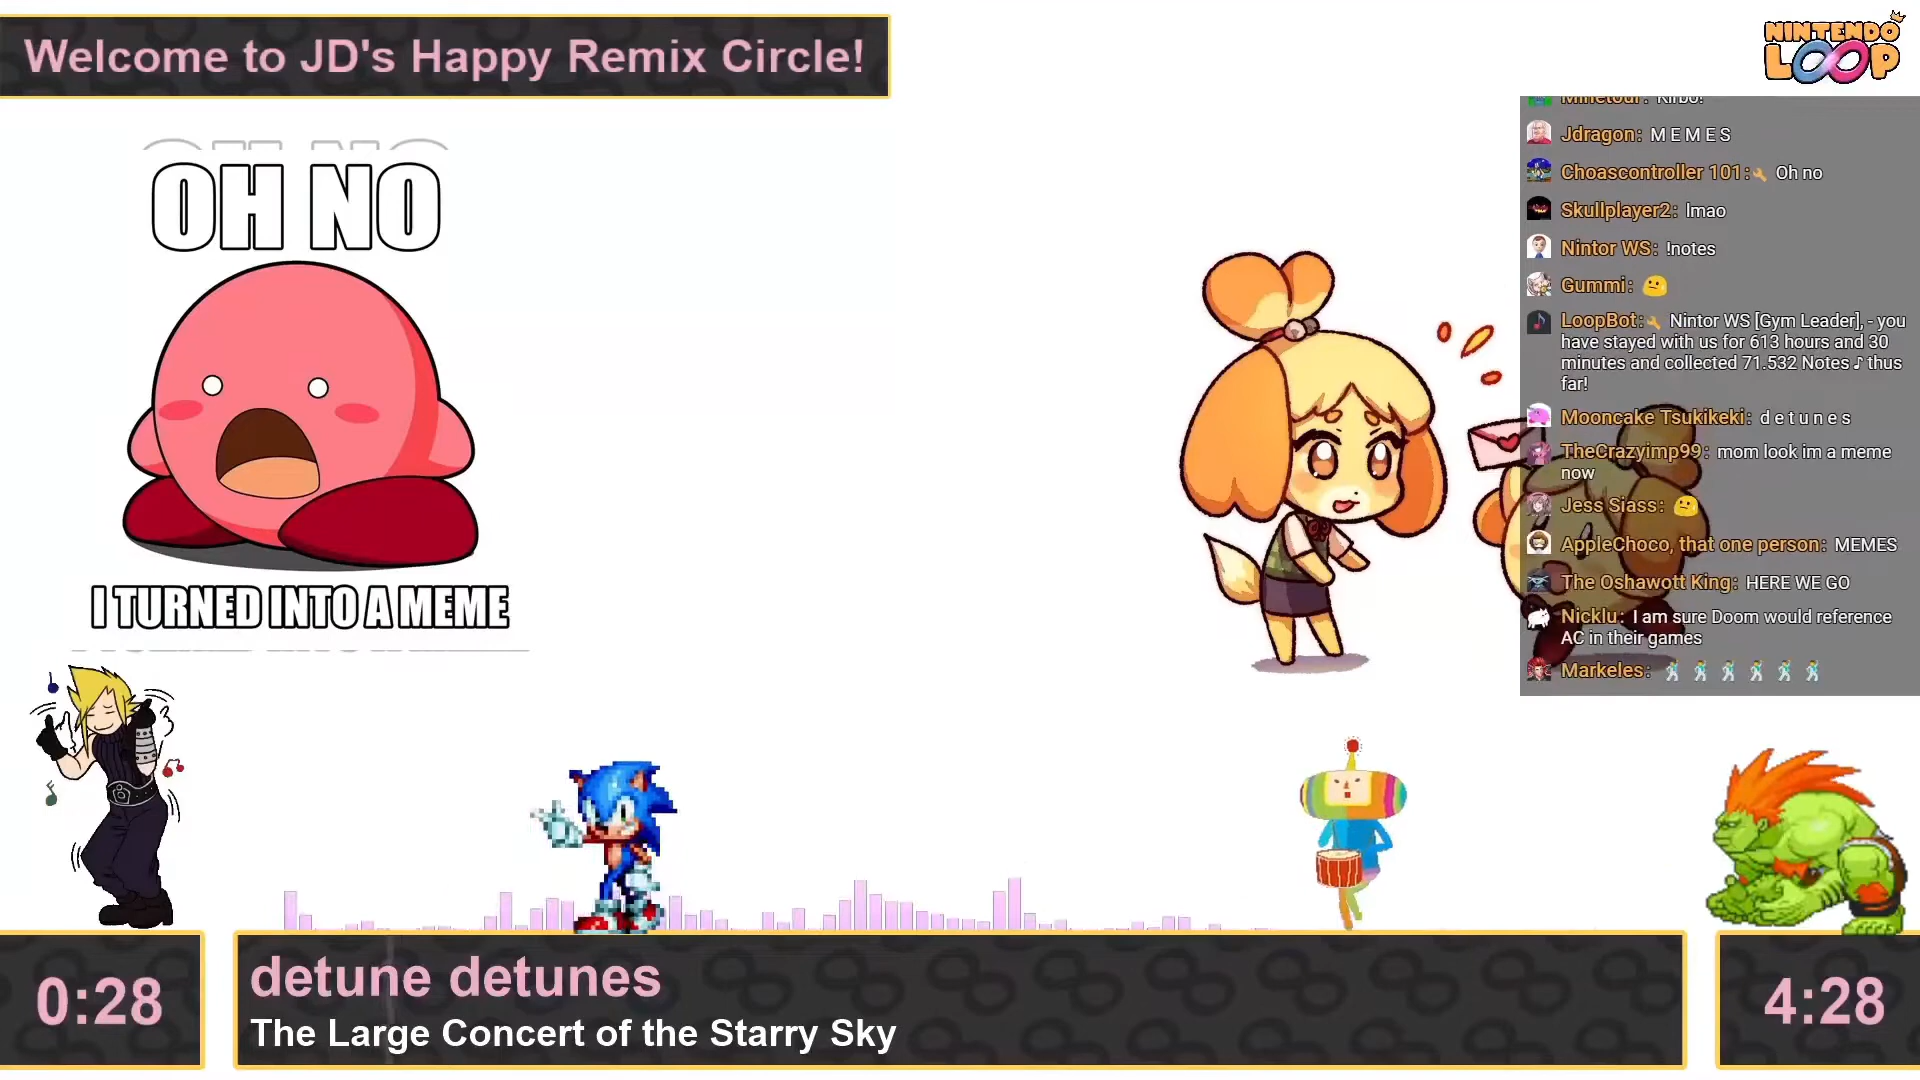 Welcome to JD's Happy Remix Circle!
NINTENDO
LOOP
OH NO
I TURNED INTO A MEME
Minetour: Kirbo!
Jdragon: M E M E S
Choascontroller 101: Oh no
Skullplayer2: lmao
Nintor WS: !notes
Gummi:
LoopBot: Nintor WS [Gym Leader], - you
have stayed with us for 613 hours and 30
minutes and collected 71.532 Notes ♪ thus
far!
Mooncake Tsukikeki: d e t u n e s
TheCrazyimp99: mom look im a meme
now
Jess Siass:
AppleChoco, that one person: MEMES
The Oshawott King: HERE WE GO
Nicklu: I am sure Doom would reference
AC in their games
Markeles:
0:28
detune detunes
The Large Concert of the Starry Sky
4:28